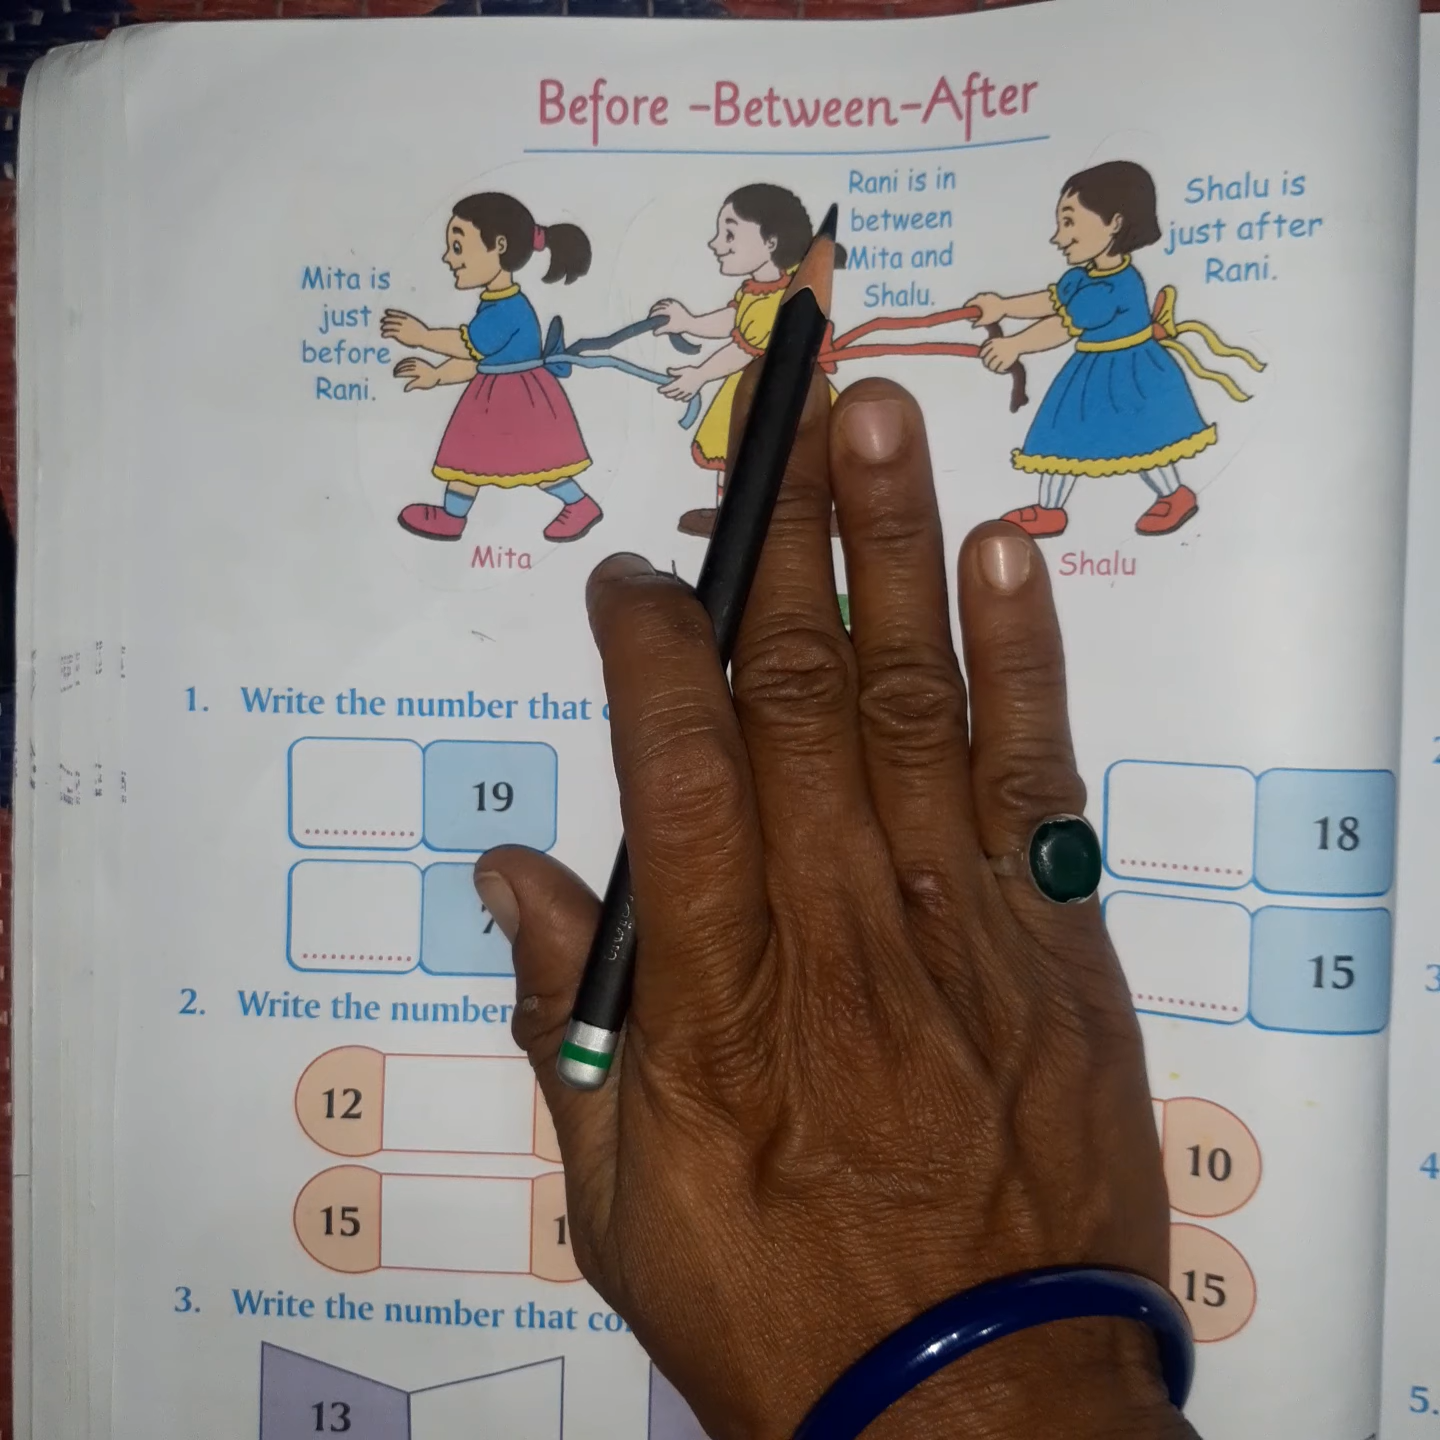 Before -Between-After
Mita is
just
before
Rani.
Rani is in
between
Mita and
Shalu.
Shalu is
just after
Rani.
Mita
Shalu
1. Write the number that
19
18
15
2. Write the number
12
10
15
15
3. Write the number that
13
4
5.